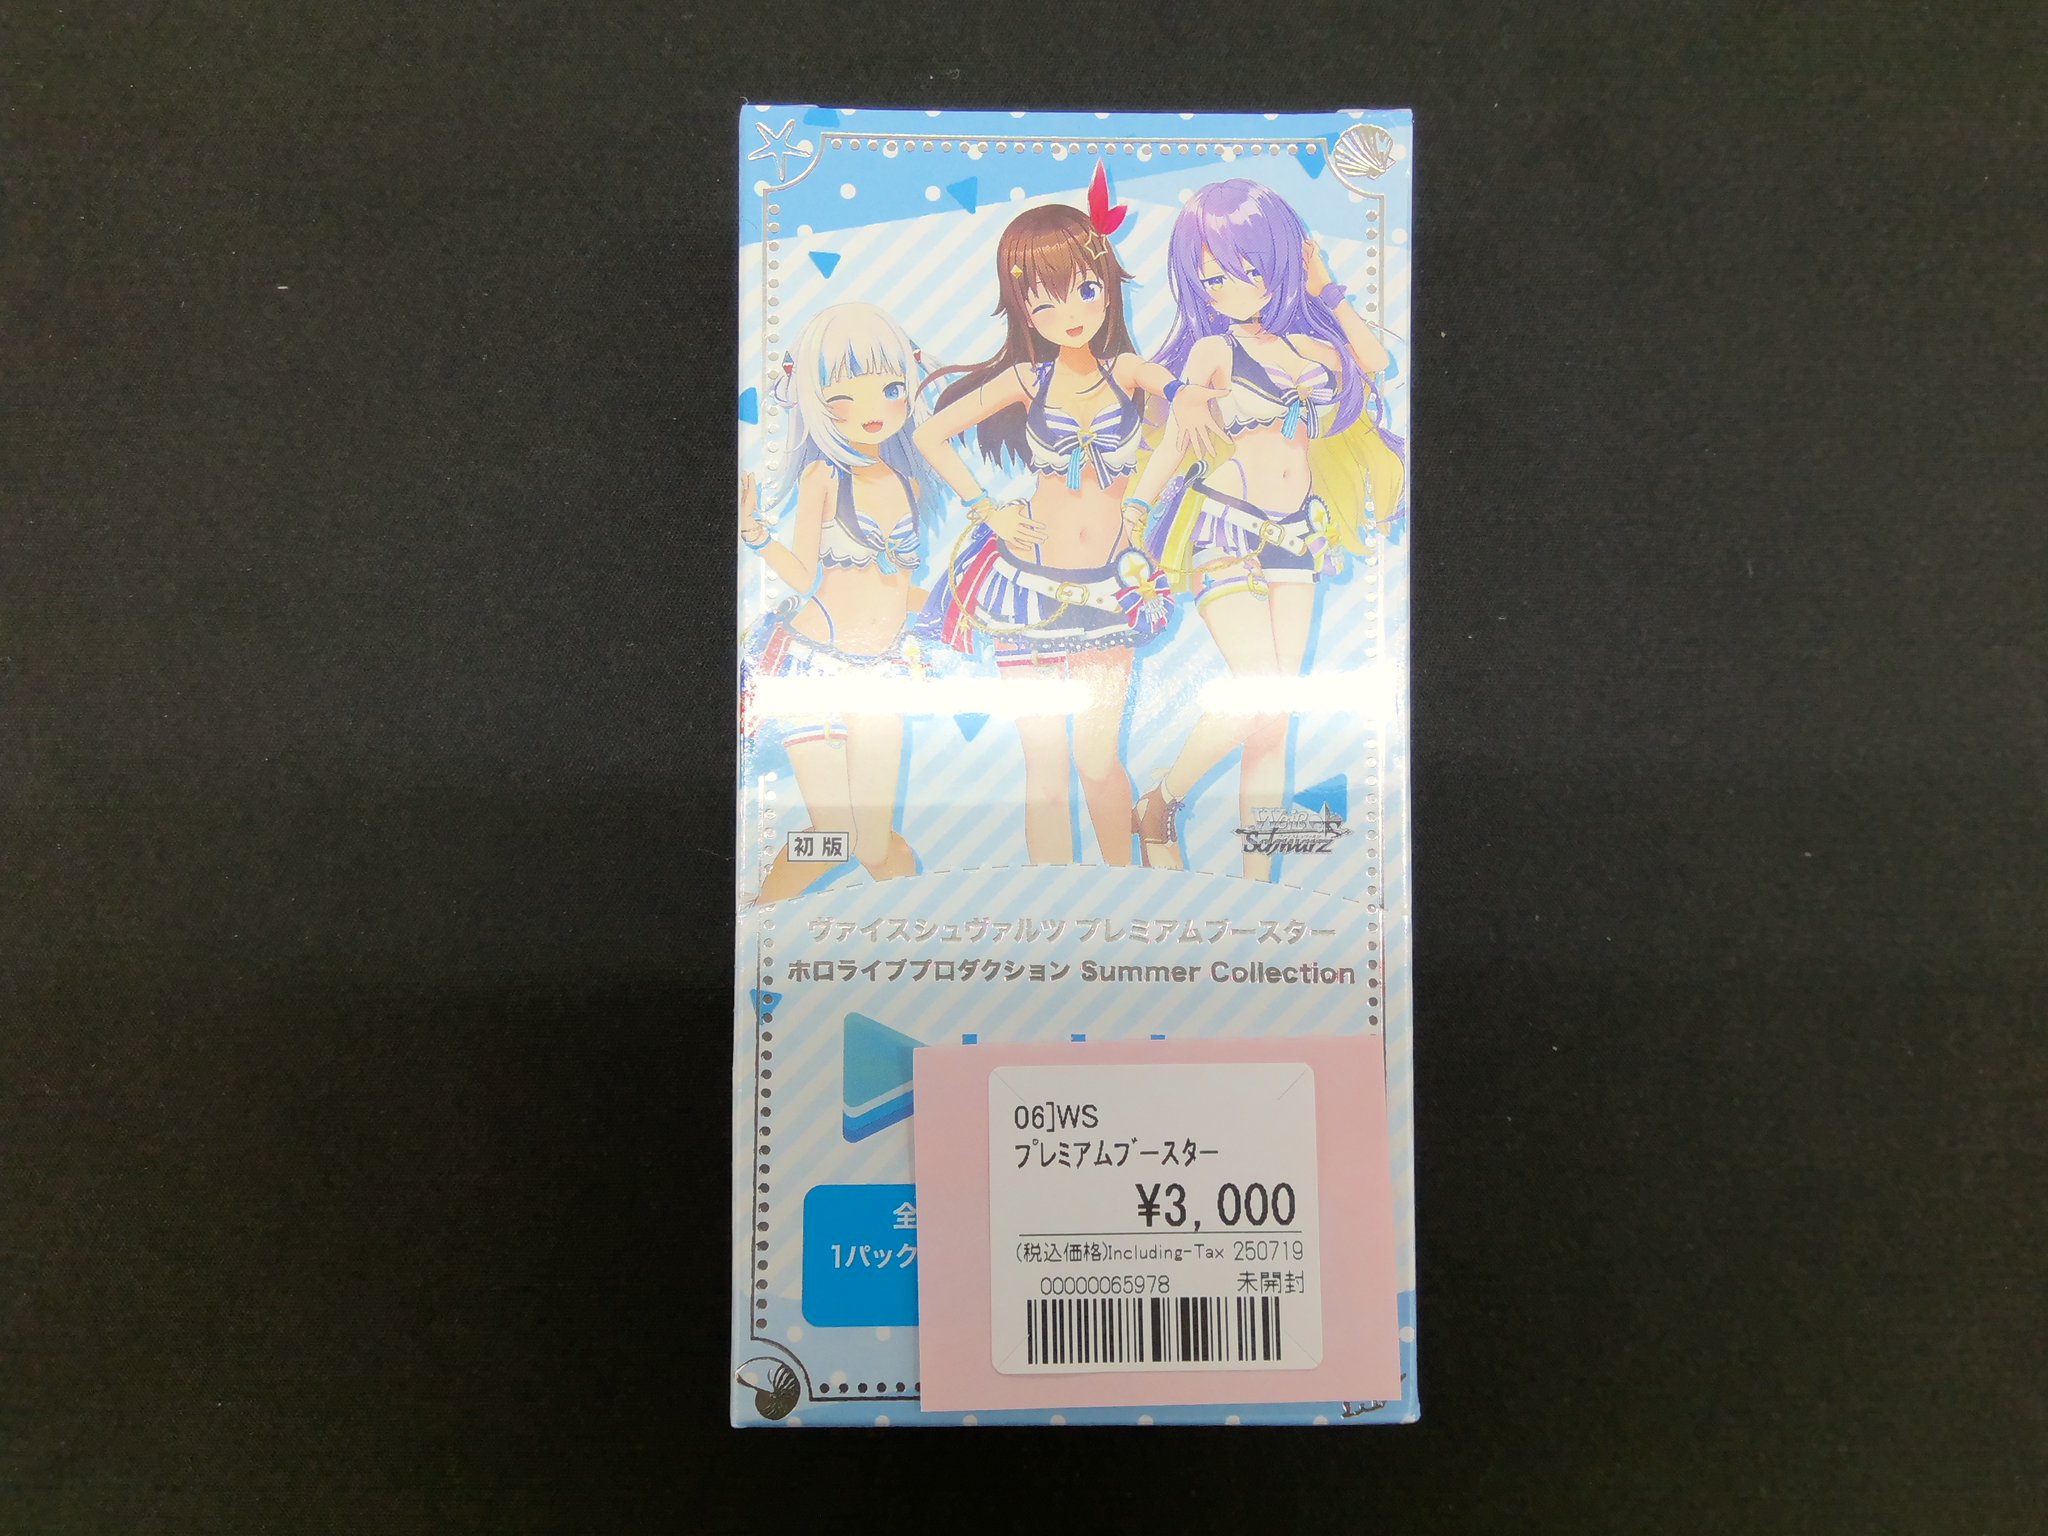 初版
Weiß Schwarz
ヴァイスシュヴァルツ プレミアムブースター
ホロライブプロダクション Summer Collection
全
1パック
06]WS
プレミアムブースター
¥3,000
(税込価格)Including-Tax 250719
00000065978 未開封